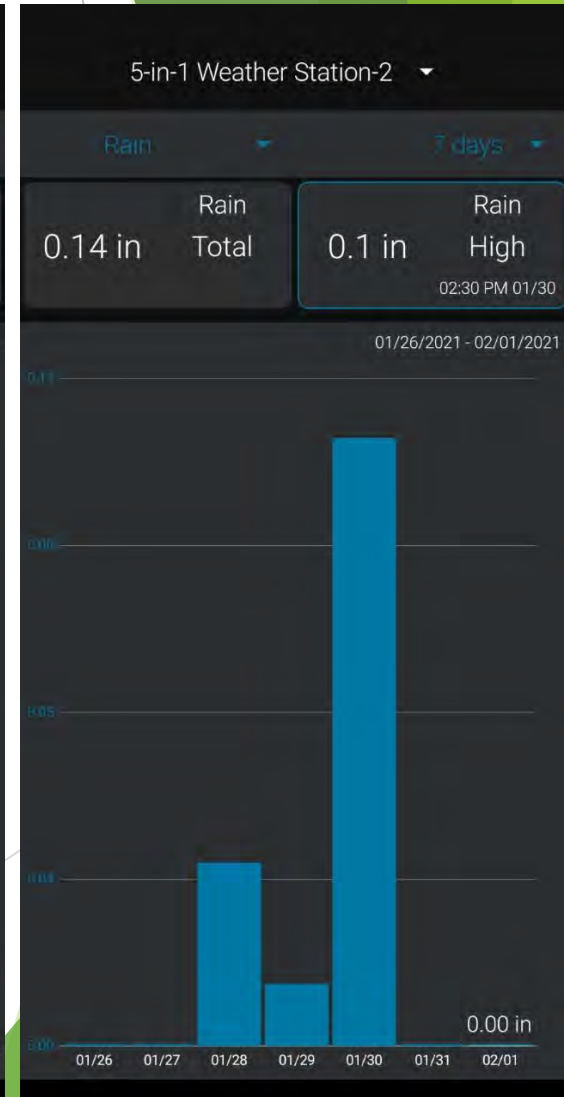 5-in-1 Weather Station-2
Rain 7 days
0.14 in Rain Total
0.1 in Rain High
02:30 PM 01/30
01/26/2021 - 02/01/2021
0.00 in
01/26 01/27 01/28 01/29 01/30 01/31 02/01